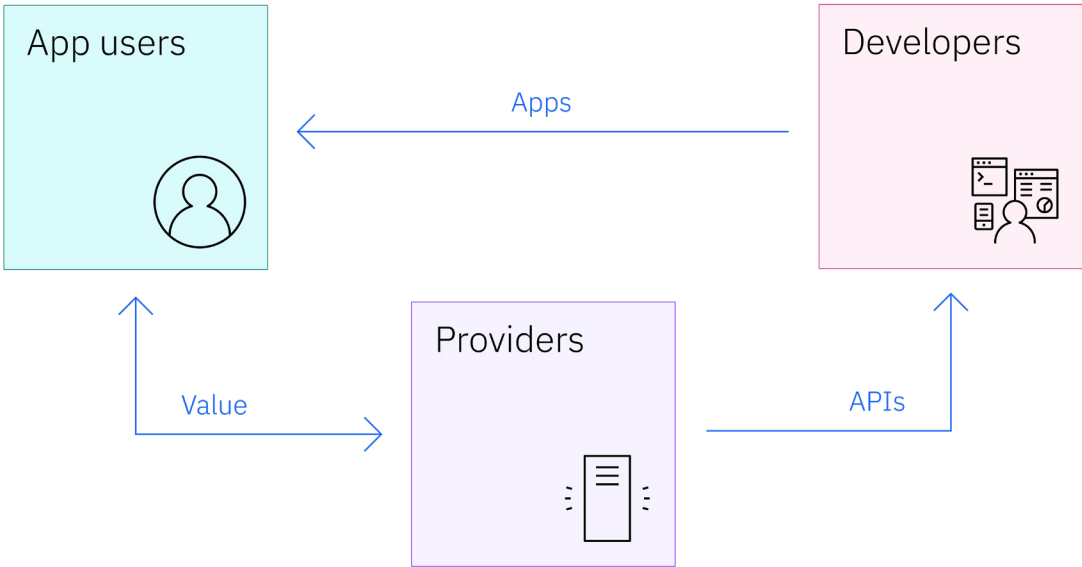 App users
Developers
Apps
Providers
Value
APIs